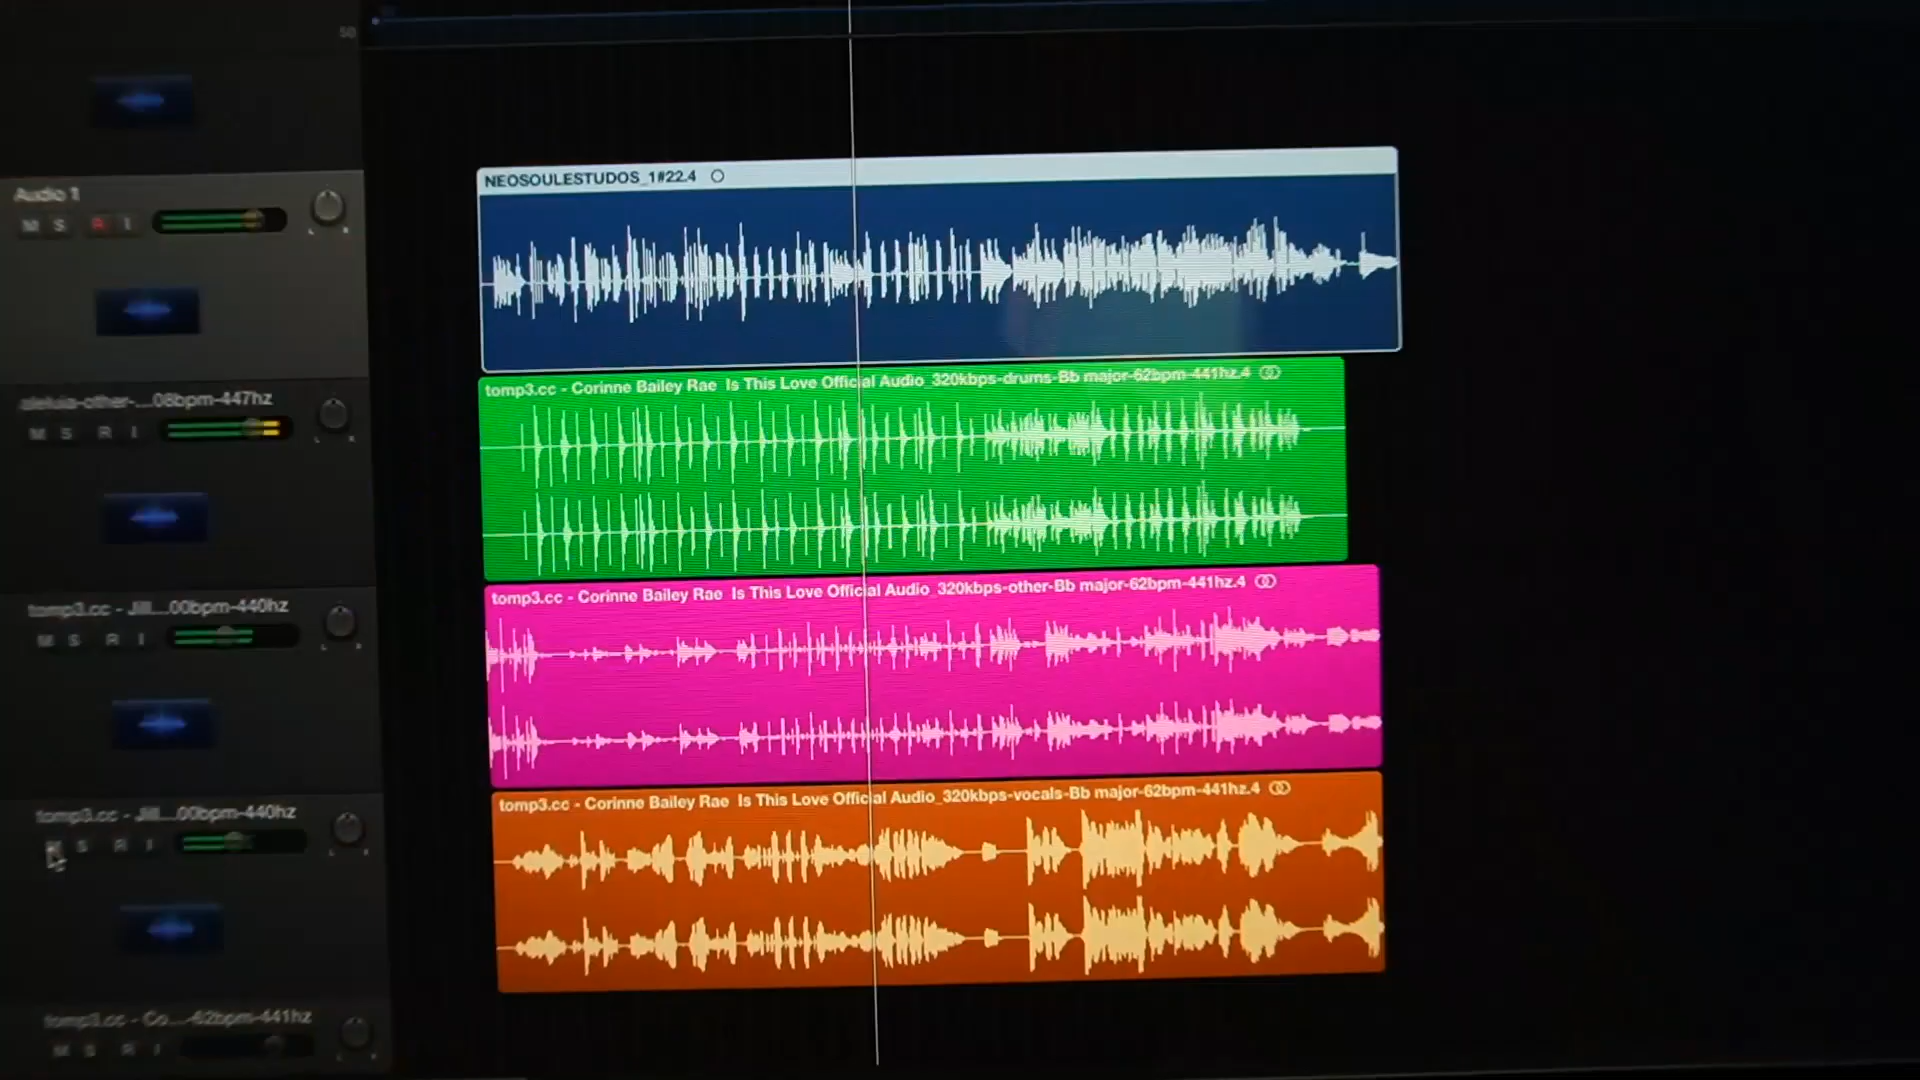 50
Audio 1
M S R I
NEOSOULESTUDOS_1#22.4
tomp3.cc - Corinne Bailey Rae Is This Love Official Audio_320kbps-drums-Bb major-62bpm-441hz.4
aleluia-other-...08bpm-447hz
M S R I
tomp3.cc - Corinne Bailey Rae Is This Love Official Audio_320kbps-other-Bb major-62bpm-441hz.4
tomp3.cc - Jill...00bpm-440hz
M S R I
tomp3.cc - Corinne Bailey Rae Is This Love Official Audio_320kbps-vocals-Bb major-62bpm-441hz.4
tomp3.cc - Jill...00bpm-440hz
S R I
tomp3.cc - Co...-62bpm-441hz
M S R I